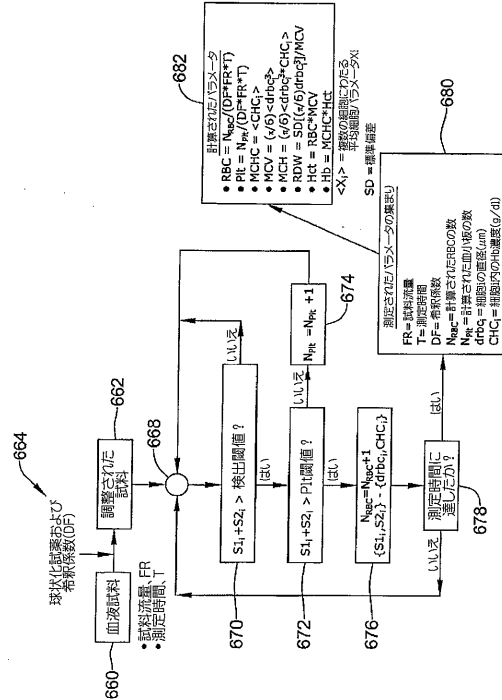 664
球状化試薬および
希釈係数(DF)
血液試料
660
調整された
試料
662
• 試料流量、FR
• 測定時間、T
668
S1i+S2i > 検出閾値?
670
いいえ
はい
S1i+S2i > Plt閾値?
672
いいえ
NPlt =NPlt +1
674
はい
NRBC=NRBC+1
{S1i,S2i} - {drbci,CHCi}
676
測定時間に
達したか?
678
いいえ
はい
計算されたパラメータ
• RBC = NRBC/(DF*FR*T)
• Plt = NPlt/(DF*FR*T)
• MCHC = <CHCi>
• MCV = (π/6)<drbci³>
• MCH = (π/6)<drbci³*CHCi>
• RDW = SD[(π/6)drbci³]/MCV
• Hct = RBC*MCV
• Hb = MCHC*Hct
682
<Xi> = 複数の細胞にわたる
平均細胞パラメータXi
SD = 標準偏差
測定されたパラメータの集まり
FR=試料流量
T= 測定時間
DF= 希釈係数
NRBC=計算されたRBCの数
NPlt=計算された血小板の数
drbci=細胞iの直径(μm)
CHCi=細胞i内のHb濃度(g/dl)
680